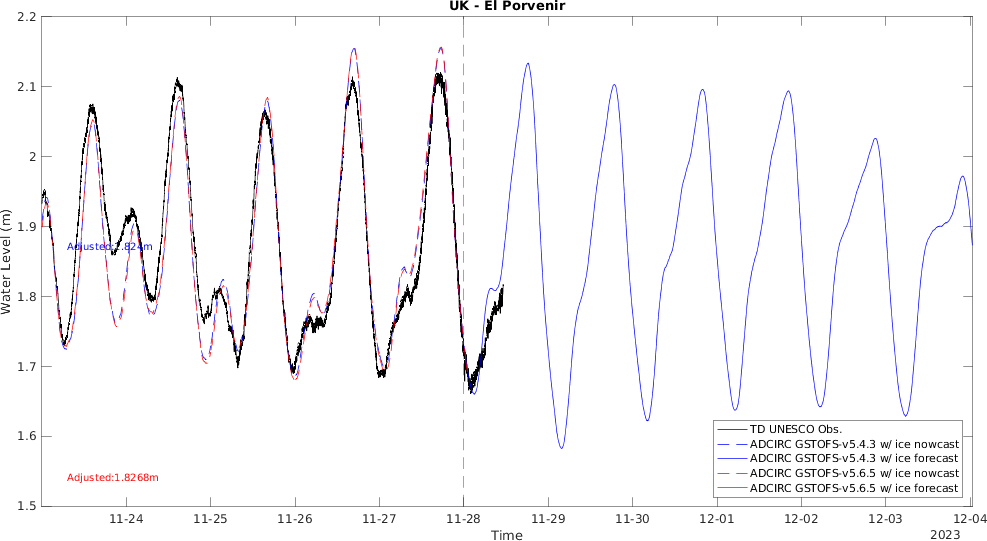 UK - El Porvenir
2.2
2.1
2
1.9
1.8
1.7
1.6
1.5
Water Level (m)
Adjusted:1.824m
Adjusted:1.8268m
TD UNESCO Obs.
ADCIRC GSTOFS-v5.4.3 w/ ice nowcast
ADCIRC GSTOFS-v5.4.3 w/ ice forecast
ADCIRC GSTOFS-v5.6.5 w/ ice nowcast
ADCIRC GSTOFS-v5.6.5 w/ ice forecast
11-24 11-25 11-26 11-27 11-28 11-29 11-30 12-01 12-02 12-03 12-04
Time
2023